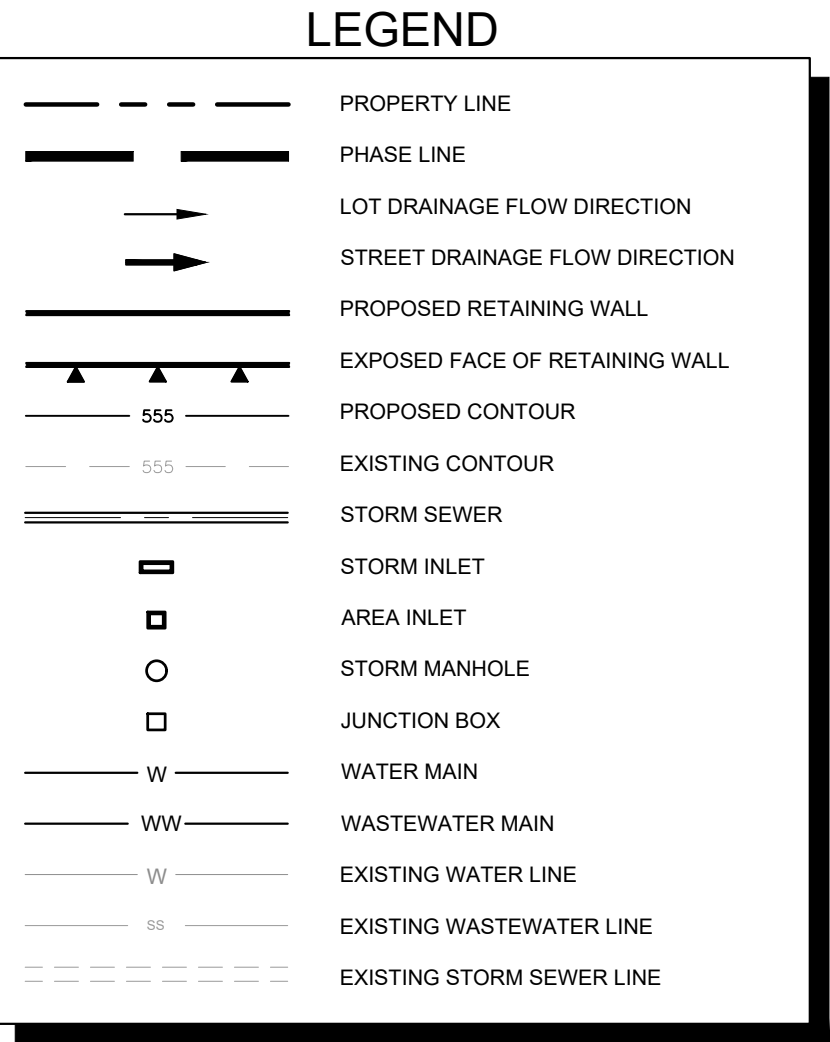 LEGEND
PROPERTY LINE
PHASE LINE
LOT DRAINAGE FLOW DIRECTION
STREET DRAINAGE FLOW DIRECTION
PROPOSED RETAINING WALL
EXPOSED FACE OF RETAINING WALL
555 PROPOSED CONTOUR
555 EXISTING CONTOUR
STORM SEWER
STORM INLET
AREA INLET
STORM MANHOLE
JUNCTION BOX
W WATER MAIN
WW WASTEWATER MAIN
W EXISTING WATER LINE
SS EXISTING WASTEWATER LINE
EXISTING STORM SEWER LINE